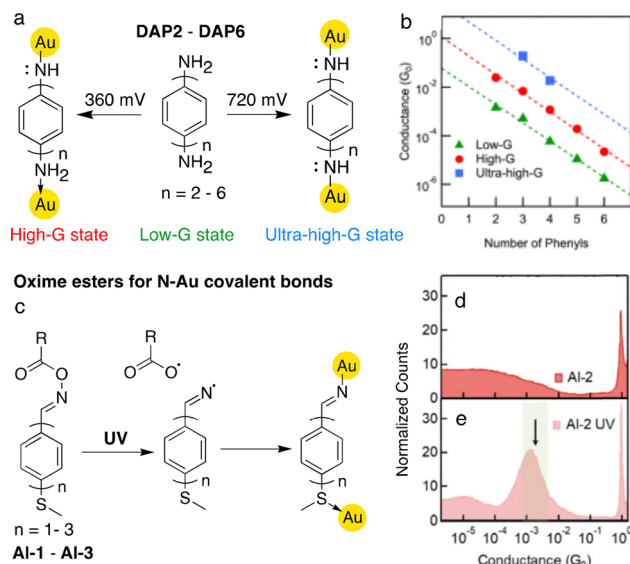 a
DAP2 - DAP6
Au
:NH
n
NH2
Au
360 mV
NH2
n
NH2
n = 2 - 6
720 mV
Au
:NH
n
:NH
Au
High-G state
Low-G state
Ultra-high-G state
b
Conductance (G0)
10^0
10^-2
10^-4
10^-6
Low-G
High-G
Ultra-high-G
0 1 2 3 4 5 6
Number of Phenyls
Oxime esters for N-Au covalent bonds
c
R
O
O
N
n
S
n = 1- 3
AI-1 - AI-3
R
O
O•
UV
N•
n
S
Au
N
n
S
Au
Normalized Counts
d
30
20
10
0
AI-2
e
30
20
10
0
AI-2 UV
10^-5 10^-4 10^-3 10^-2 10^-1 10^0
Conductance (G0)